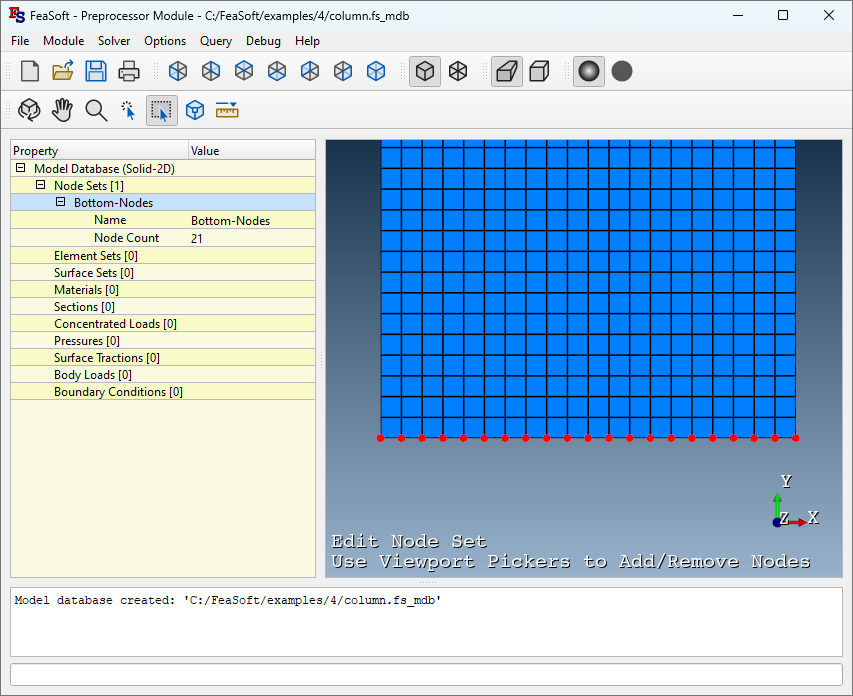 FS FeaSoft - Preprocessor Module - C:/FeaSoft/examples/4/column.fs_mdb
File Module Solver Options Query Debug Help
Property Value
Model Database (Solid-2D)
Node Sets [1]
Bottom-Nodes
Name Bottom-Nodes
Node Count 21
Element Sets [0]
Surface Sets [0]
Materials [0]
Sections [0]
Concentrated Loads [0]
Pressures [0]
Surface Tractions [0]
Body Loads [0]
Boundary Conditions [0]
Y
Z X
Edit Node Set
Use Viewport Pickers to Add/Remove Nodes
Model database created: 'C:/FeaSoft/examples/4/column.fs_mdb'